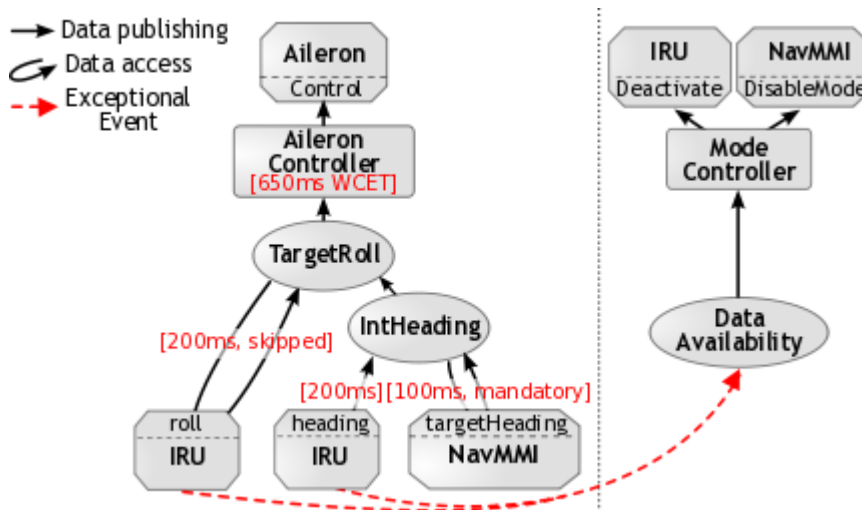 Data publishing
Data access
Exceptional
Event
Aileron
Control
Aileron
Controller
[650ms WCET]
TargetRoll
IntHeading
[200ms, skipped]
[200ms]
[100ms, mandatory]
roll
IRU
heading
IRU
targetHeading
NavMMI
IRU
Deactivate
NavMMI
DisableMode
Mode
Controller
Data
Availability